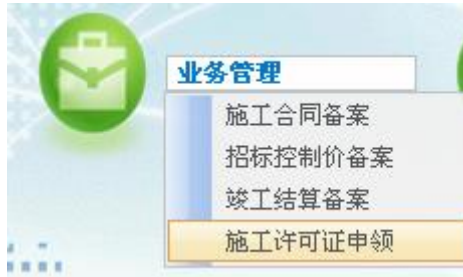 业务管理
施工合同备案
招标控制价备案
竣工结算备案
施工许可证申领